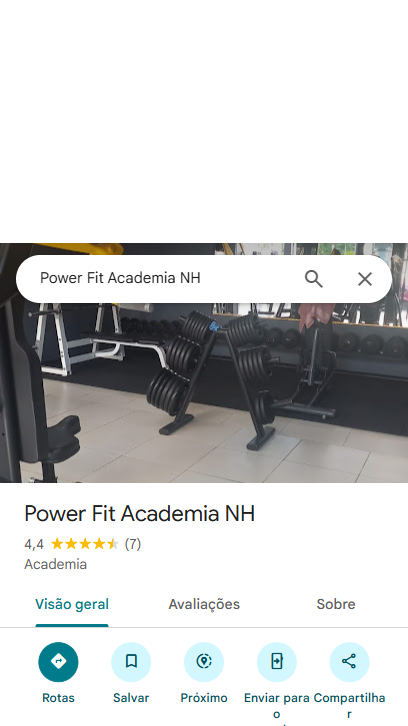 Power Fit Academia NH
Power Fit Academia NH
4,4 (7)
Academia
Visão geral Avaliações Sobre
Rotas Salvar Próximo Enviar para o Compartilhar